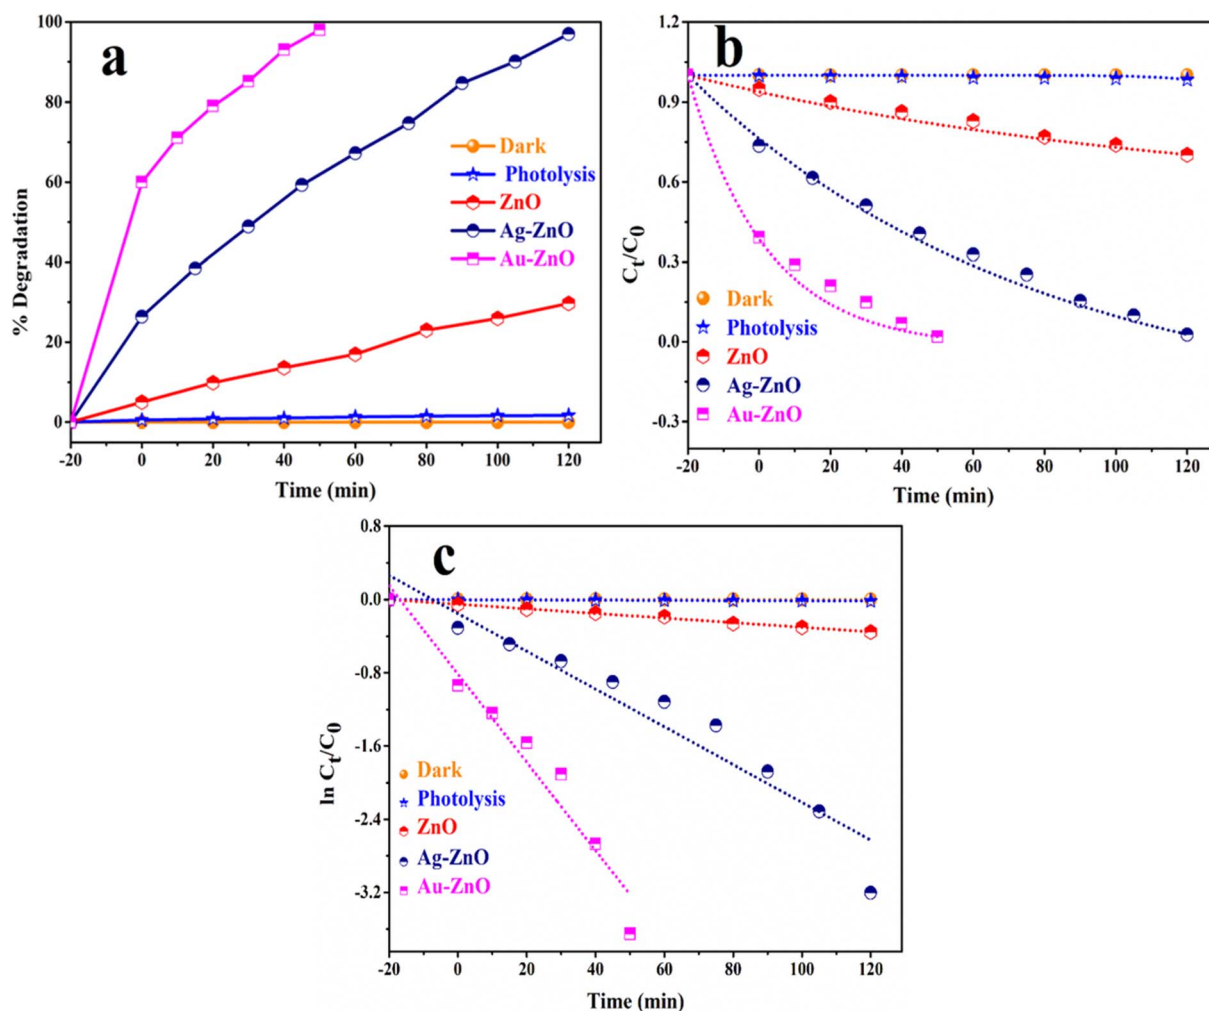 a
100
80
60
40
20
0
% Degradation
Dark
Photolysis
ZnO
Ag-ZnO
Au-ZnO
-20 0 20 40 60 80 100 120
Time (min)
b
1.2
0.9
0.6
0.3
0.0
-0.3
Ct/C0
Dark
Photolysis
ZnO
Ag-ZnO
Au-ZnO
-20 0 20 40 60 80 100 120
Time (min)
c
0.8
0.0
-0.8
-1.6
-2.4
-3.2
ln Ct/C0
Dark
Photolysis
ZnO
Ag-ZnO
Au-ZnO
-20 0 20 40 60 80 100 120
Time (min)